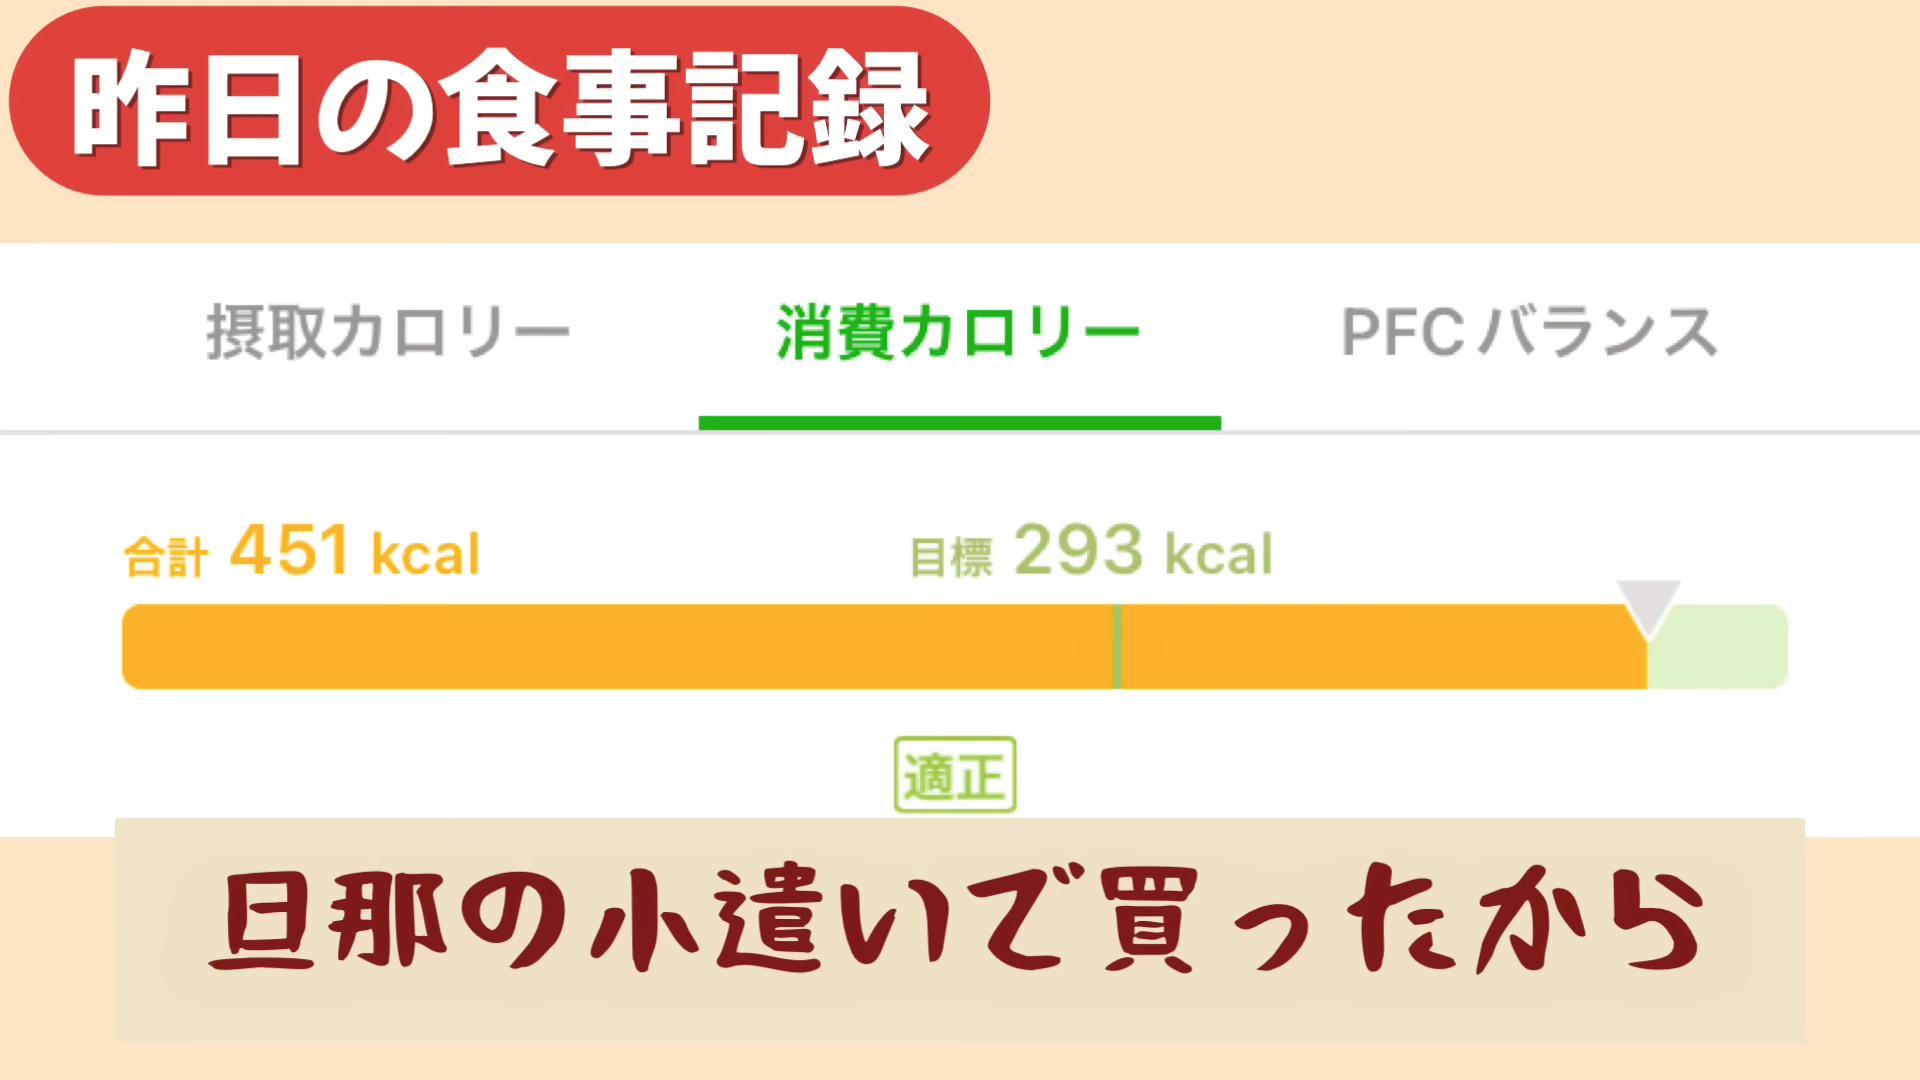 昨日の食事記録
摂取カロリー 消費カロリー PFCバランス
合計 451 kcal 目標 293 kcal
適正
旦那の小遣いで買ったから